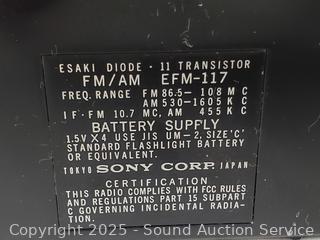 ESAKI DIODE · 11 TRANSISTOR
FM/AM EFM-117
FREQ. RANGE FM 86.5- 108 M C
AM 530-1605 K C
I F · FM 10.7 MC, AM 455 K C
BATTERY SUPPLY
1.5V X 4 USE JIS UM-2, SIZE 'C'
STANDARD FLASHLIGHT BATTERY
OR EQUIVALENT.
TOKYO SONY CORP. JAPAN
CERTIFICATION
THIS RADIO COMPLIES WITH FCC RULES
AND REGULATIONS PART 15 SUBPART
C GOVERNING INCIDENTAL RADIA-
TION.
Copyright 2025 - Sound Auction Service